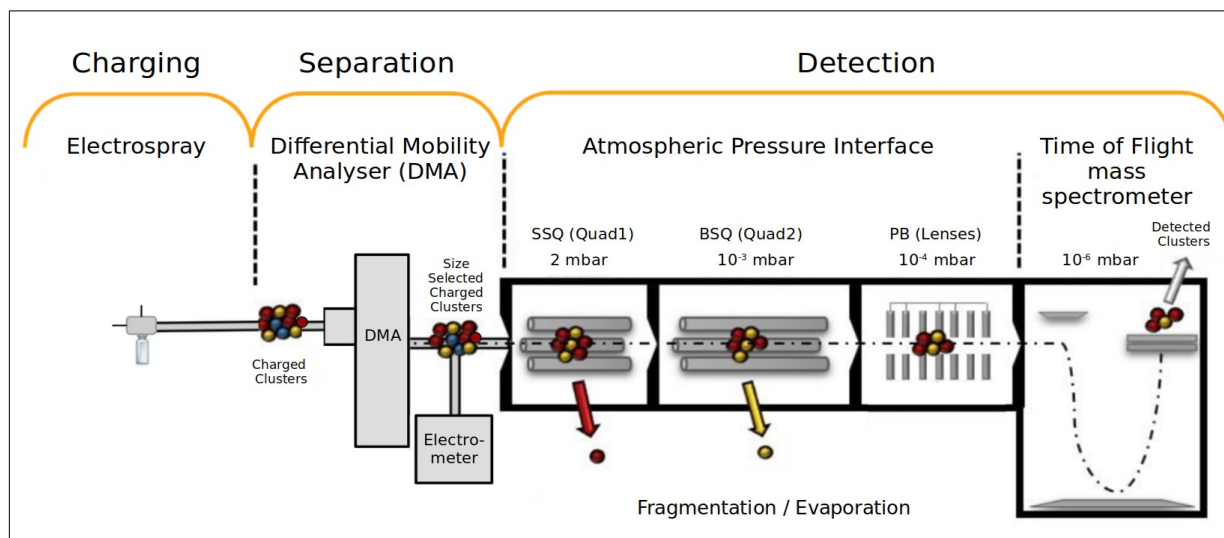 Charging
Separation
Detection
Electrospray
Differential Mobility
Analyser (DMA)
Atmospheric Pressure Interface
Time of Flight
mass
spectrometer
SSQ (Quad1)
2 mbar
BSQ (Quad2)
10⁻³ mbar
PB (Lenses)
10⁻⁴ mbar
10⁻⁶ mbar
Detected
Clusters
Size
Selected
Charged
Clusters
Charged
Clusters
DMA
Electro-
meter
Fragmentation / Evaporation